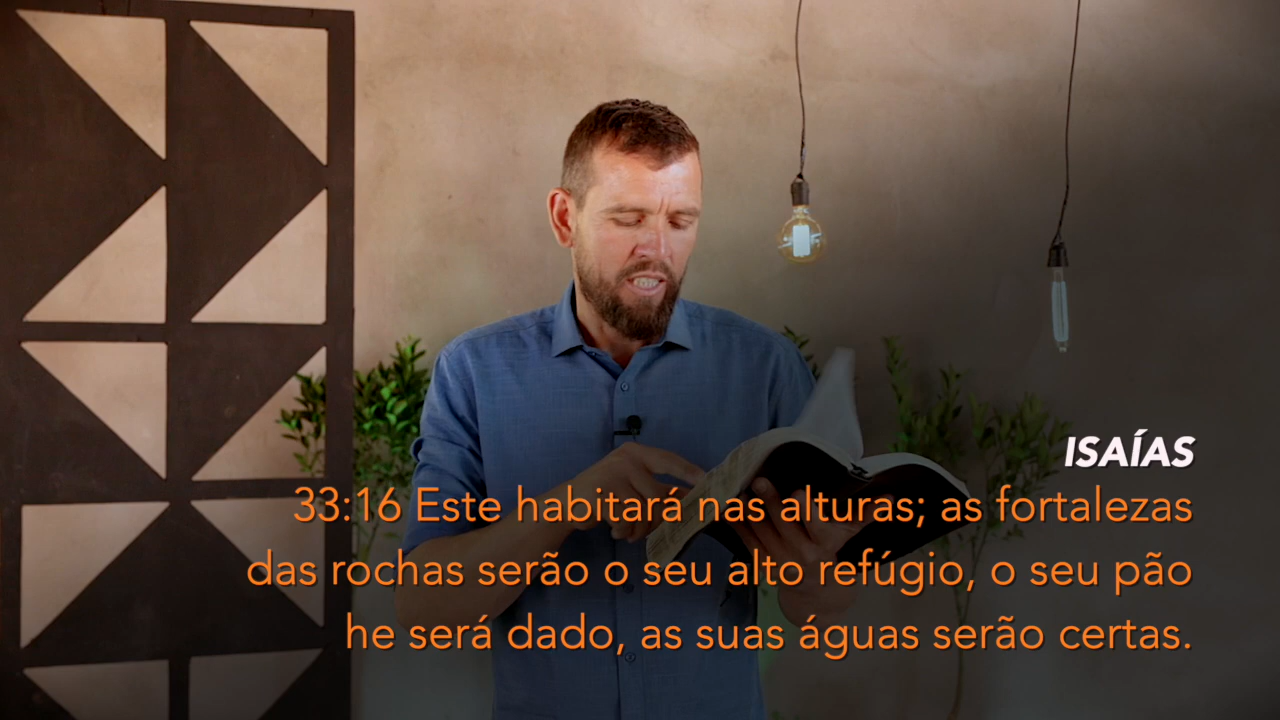 ISAÍAS
33:16 Este habitará nas alturas; as fortalezas
das rochas serão o seu alto refúgio, o seu pão
he será dado, as suas águas serão certas.